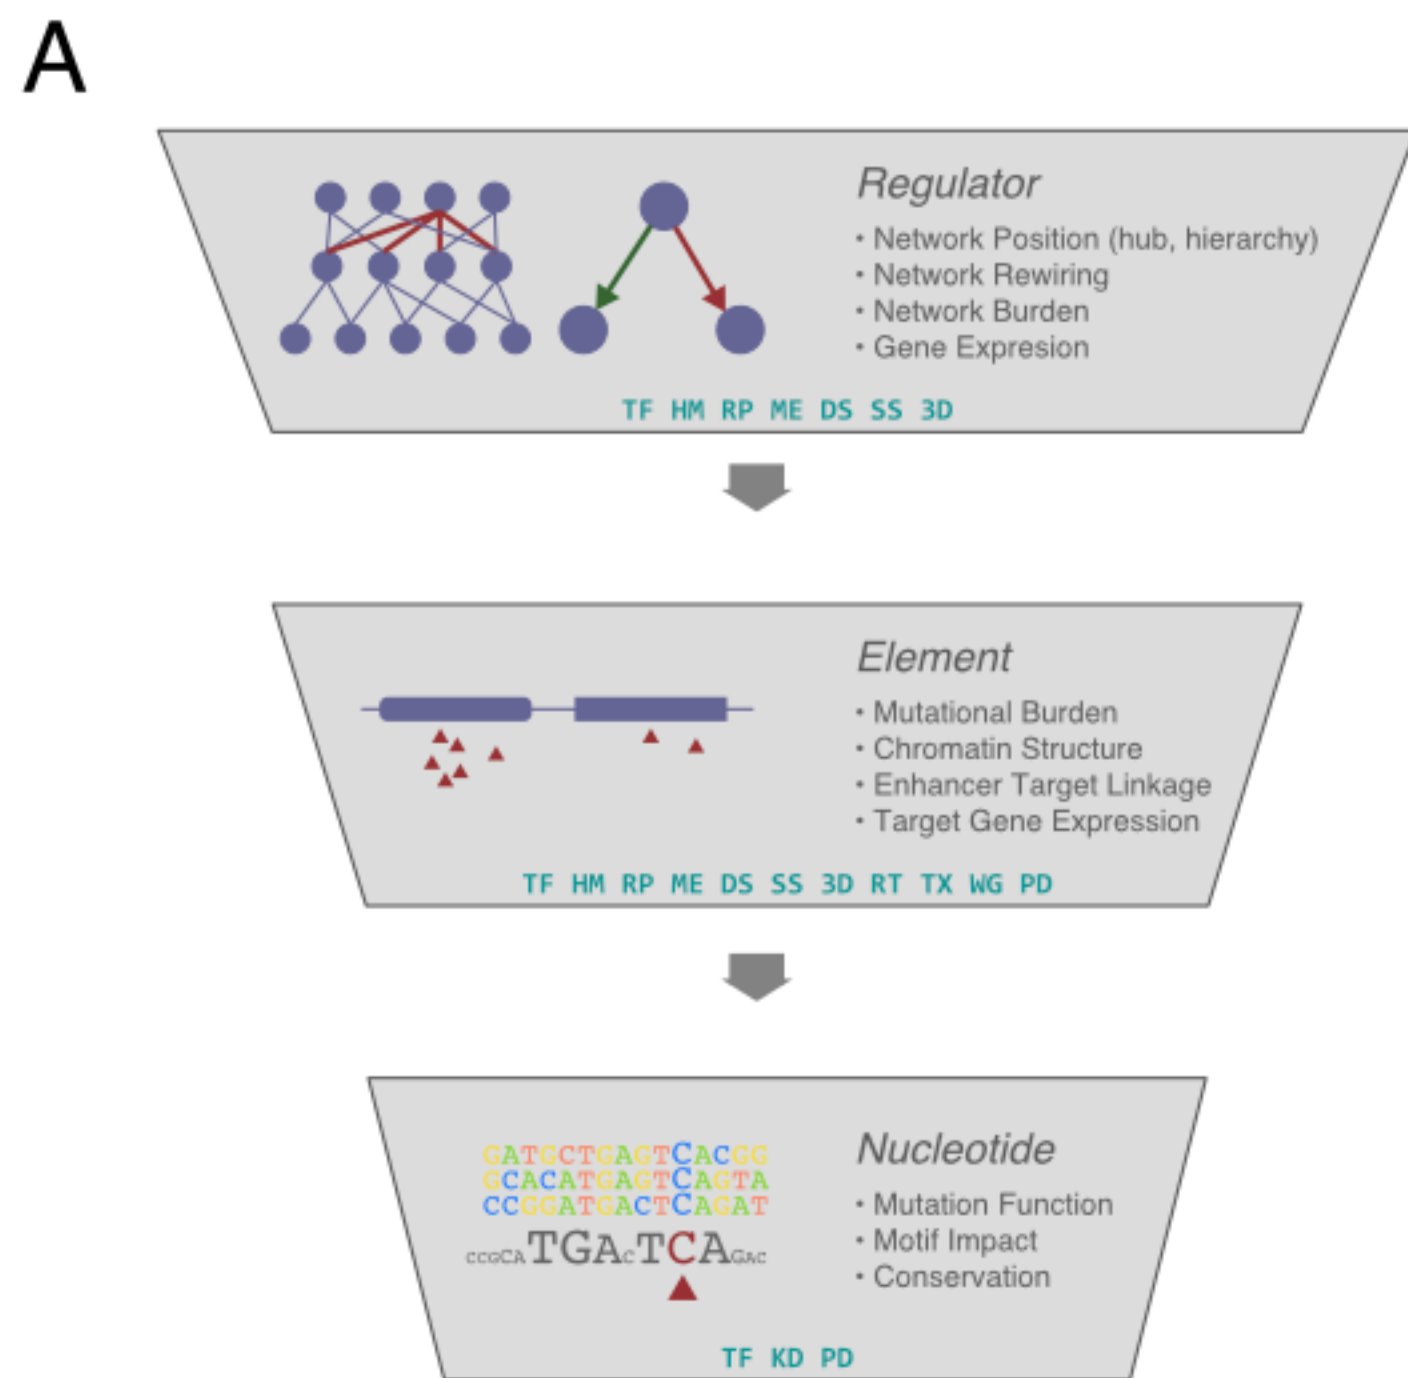 A
Regulator
• Network Position (hub, hierarchy)
• Network Rewiring
• Network Burden
• Gene Expresion
TF HM RP ME DS SS 3D
Element
• Mutational Burden
• Chromatin Structure
• Enhancer Target Linkage
• Target Gene Expression
TF HM RP ME DS SS 3D RT TX WG PD
Nucleotide
• Mutation Function
• Motif Impact
• Conservation
GATGCTGAGTCACGG
GCACATGAGTCAGTA
CCGGATGACTCAGAT
CCGCATGACTCAGAC
TF KD PD